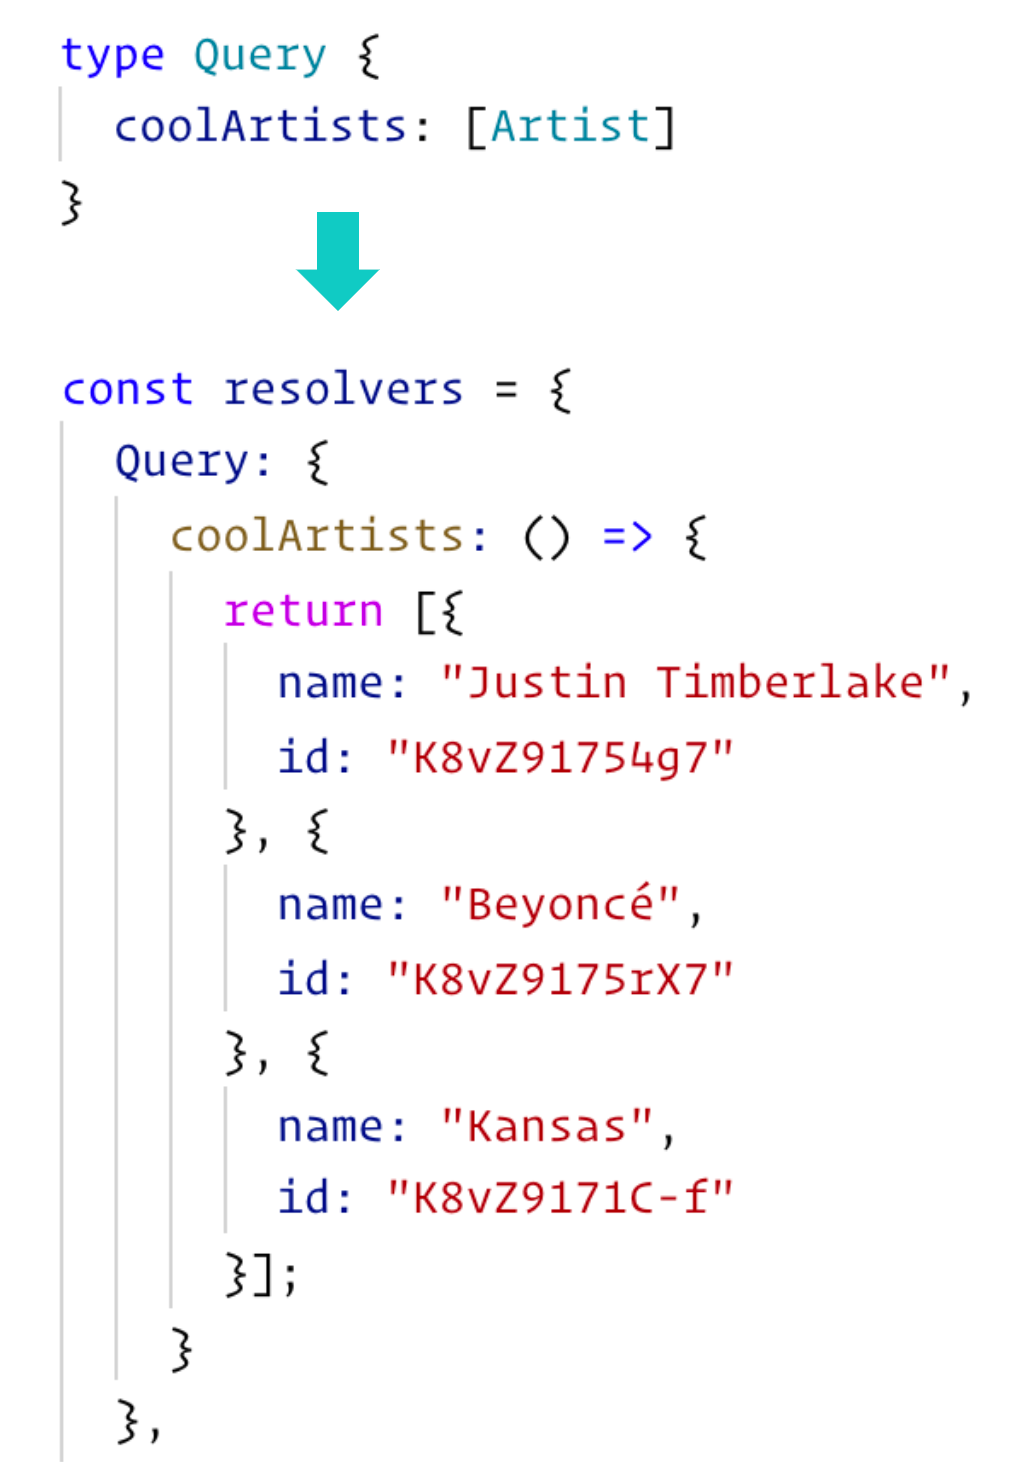 type Query {
  coolArtists: [Artist]
}
const resolvers = {
  Query: {
    coolArtists: () => {
      return [{
        name: "Justin Timberlake",
        id: "K8vZ91754g7"
      }, {
        name: "Beyoncé",
        id: "K8vZ9175rX7"
      }, {
        name: "Kansas",
        id: "K8vZ9171C-f"
      }];
    }
  },